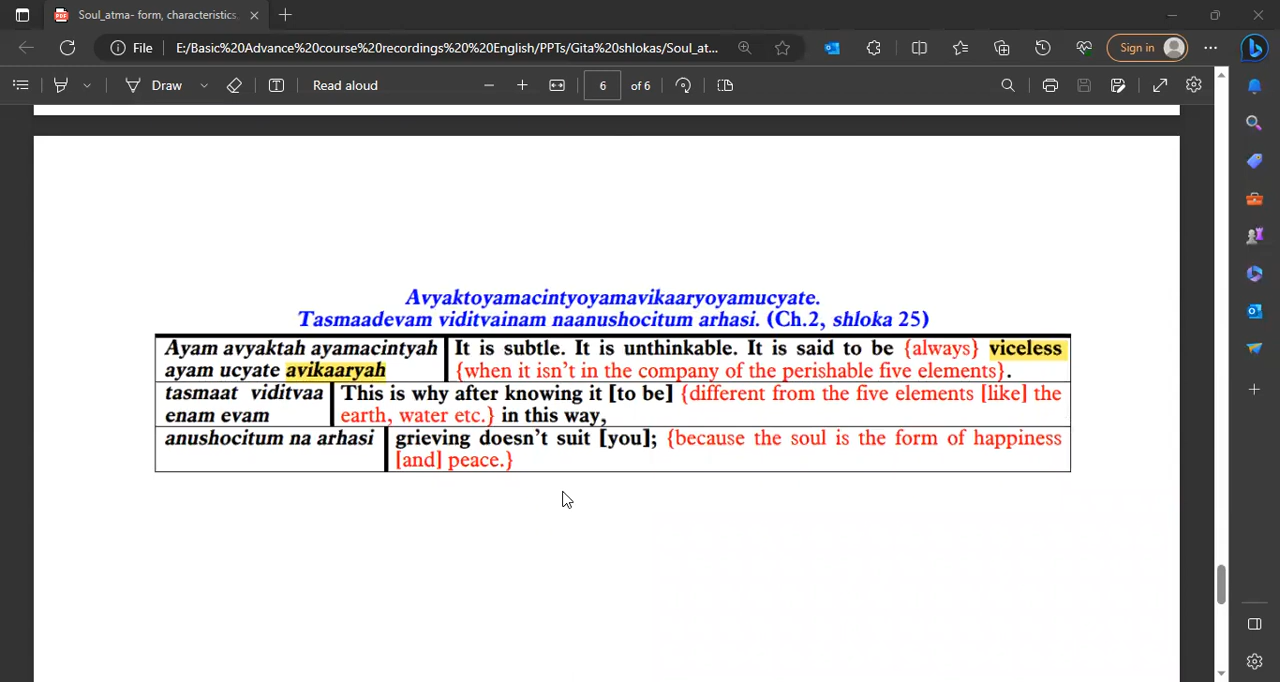 Soul_atma- form, characteristics,
File
E:/Basic%20Advance%20course%20recordings%20%20English/PPTs/Gita%20shlokas/Soul_at...
Sign in
Draw
Read aloud
6 of 6
Avyaktoyamacintyoyamavikaaryoyamucyate.
Tasmaadevam viditvainam naanushocitum arhasi. (Ch.2, shloka 25)
Ayam avyaktah ayamacintyah
ayam ucyate avikaaryah
It is subtle. It is unthinkable. It is said to be {always} viceless
{when it isn't in the company of the perishable five elements}.
tasmaat viditvaa
enam evam
This is why after knowing it [to be] {different from the five elements [like] the
earth, water etc.} in this way,
anushocitum na arhasi
grieving doesn't suit [you]; {because the soul is the form of happiness
[and] peace.}